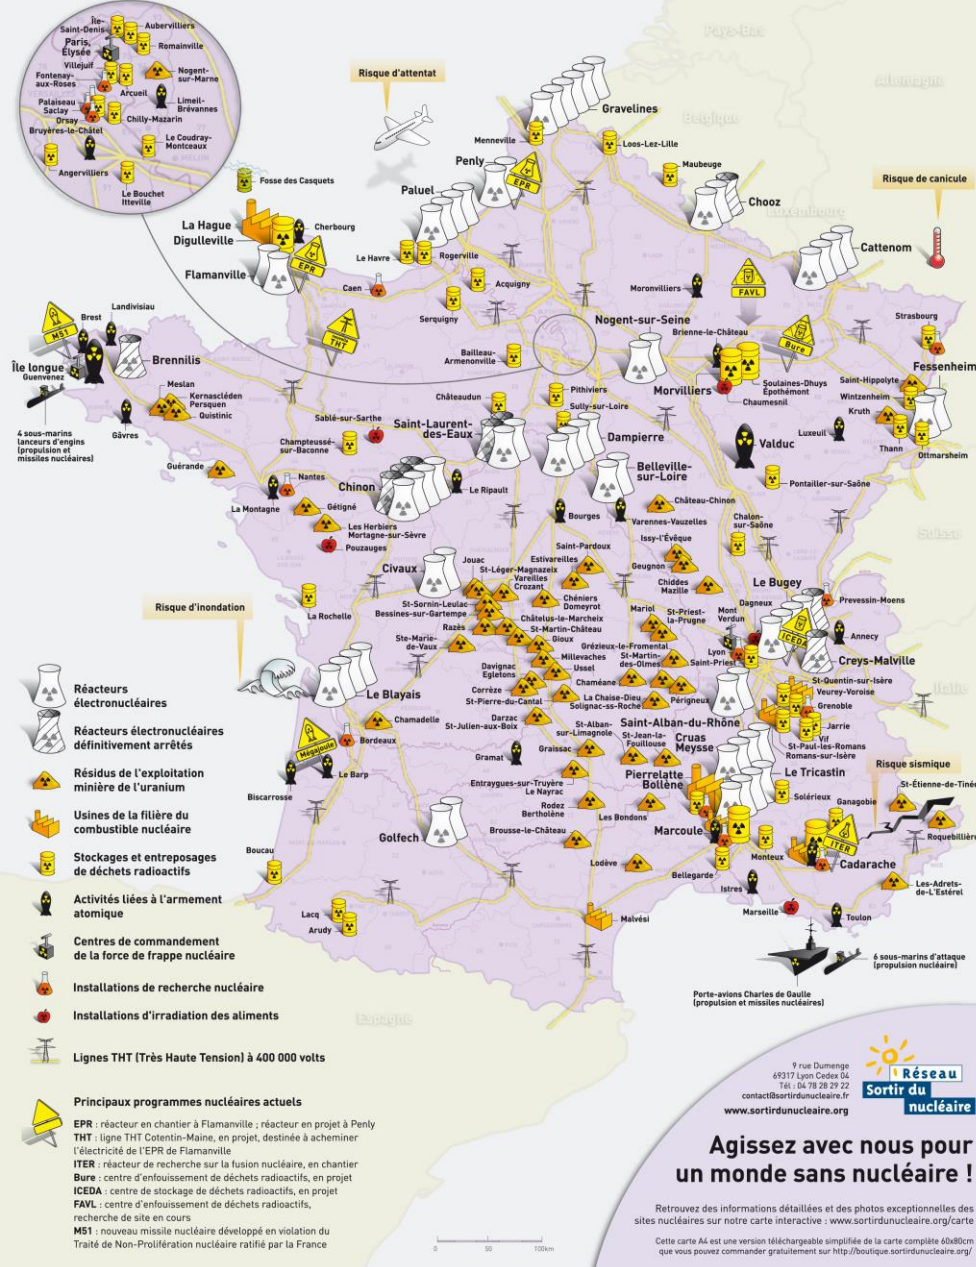 Île-
Saint-Denis
Aubervilliers
Paris,
Élysée
Romainville
Villejuif
Fontenay-
aux-Roses
Nogent-
sur-Marne
Arcueil
Palaiseau
Saclay
Limeil-
Brévannes
Orsay
Chilly-Mazarin
Bruyères-le-Châtel
Le Coudray-
Montceaux
Angervilliers
Le Bouchet
Itteville
Risque d'attentat
Pays-Bas
Allemagne
Belgique
Luxembourg
Gravelines
Menneville
Loos-Lez-Lille
Penly
EPR
Maubeuge
Risque de canicule
Fosse des Casquets
Paluel
Chooz
La Hague
Digulleville
Cherbourg
EPR
Flamanville
Le Havre
Rogerville
Cattenom
Caen
Acquigny
Moronvilliers
FAVL
Serquigny
Landivisiau
Brest
M51
Île longue
Guenvenez
Brennilis
THT
Nogent-sur-Seine
Brienne-le-Château
Bure
Strasbourg
Fessenheim
Bailleau-
Armenonville
Morvilliers
Soulaines-Dhuys
Épothémont
Chaumesnil
Saint-Hippolyte
Wintzenheim
Kruth
Meslan
Kernascléden
Persquen
Quistinic
Châteaudun
Pithiviers
Sully-sur-Loire
4 sous-marins
lanceurs d'engins
(propulsion et
missiles nucléaires)
Gâvres
Sablé-sur-Sarthe
Saint-Laurent-
des-Eaux
Dampierre
Valduc
Luxeuil
Thann
Ottmarsheim
Champteussé-
sur-Baconne
Guérande
Nantes
Chinon
Le Ripault
Belleville-
sur-Loire
Pontailler-sur-Saône
La Montagne
Gétigné
Château-Chinon
Les Herbiers
Mortagne-sur-Sèvre
Bourges
Varennes-Vauzelles
Chalon-
sur-Saône
Suisse
Pouzauges
Saint-Pardoux
Issy-l'Évêque
Civaux
Jouac
Estivareilles
Geugnon
St-Léger-Magnazeix
Vareilles
Crozant
Chiddes
Mazille
Le Bugey
Dagneux
Prevessin-Moens
Risque d'inondation
La Rochelle
St-Sornin-Leulac
Bessines-sur-Gartempe
Chéniers
Domeyrot
Mariol
St-Priest-
la-Prugne
Mont
Verdun
ICEDA
Châtelus-le-Marcheix
Razès
St-Martin-Château
Annecy
Ste-Marie-
de-Vaux
Gioux
Grézieux-le-Fromental
Lyon
Saint-Priest
Creys-Malville
Millevaches
St-Martin-
des-Olmes
Davignac
Egletons
Ussel
St-Quentin-sur-Isère
Veurey-Voroise
Italie
Chaméane
Corrèze
La Chaise-Dieu
Solignac-ss-Roche
Périgneux
Grenoble
Le Blayais
St-Pierre-du-Cantal
Chamadelle
Darzac
St-Julien-aux-Boix
St-Alban-
sur-Limagnole
Saint-Alban-du-Rhône
Jarrie
Vif
St-Paul-les-Romans
Romans-sur-Isère
Mégajoule
Bordeaux
St-Jean-la-
Fouillouse
Cruas
Meysse
Graissac
Gramat
Le Barp
Biscarrosse
Entraygues-sur-Truyère
Le Nayrac
Pierrelatte
Bollène
Le Tricastin
Risque sismique
St-Étienne-de-Tinée
Rodez
Bertholène
Les Bondons
Solérieux
Ganagobie
Golfech
Brousse-le-Château
Marcoule
ITER
Roquebillière
Boucau
Lodève
Monteux
Cadarache
Bellegarde
Les-Adrets-
de-L'Estérel
Istres
Lacq
Arudy
Malvési
Marseille
Toulon
Porte-avions Charles de Gaulle
(propulsion et missiles nucléaires)
6 sous-marins d'attaque
(propulsion nucléaire)
Espagne
Réacteurs
électronucléaires
Réacteurs électronucléaires
définitivement arrêtés
Résidus de l'exploitation
minière de l'uranium
Usines de la filière du
combustible nucléaire
Stockages et entreposages
de déchets radioactifs
Activités liées à l'armement
atomique
Centres de commandement
de la force de frappe nucléaire
Installations de recherche nucléaire
Installations d'irradiation des aliments
Lignes THT (Très Haute Tension) à 400 000 volts
Principaux programmes nucléaires actuels
EPR : réacteur en chantier à Flamanville ; réacteur en projet à Penly
THT : ligne THT Cotentin-Maine, en projet, destinée à acheminer
l'électricité de l'EPR de Flamanville
ITER : réacteur de recherche sur la fusion nucléaire, en chantier
Bure : centre d'enfouissement de déchets radioactifs, en projet
ICEDA : centre de stockage de déchets radioactifs, en projet
FAVL : centre d'enfouissement de déchets radioactifs,
recherche de site en cours
M51 : nouveau missile nucléaire développé en violation du
Traité de Non-Prolifération nucléaire ratifié par la France
0 50 100km
9 rue Dumenge
69317 Lyon Cedex 04
Tél : 04 78 28 29 22
contact@sortirdunucleaire.fr
www.sortirdunucleaire.org
Réseau
Sortir du
nucléaire
Agissez avec nous pour
un monde sans nucléaire !
Retrouvez des informations détaillées et des photos exceptionnelles des
sites nucléaires sur notre carte interactive : www.sortirdunucleaire.org/carte
Cette carte A4 est une version téléchargeable simplifiée de la carte complète 60x80cm
que vous pouvez commander gratuitement sur http://boutique.sortirdunucleaire.org/